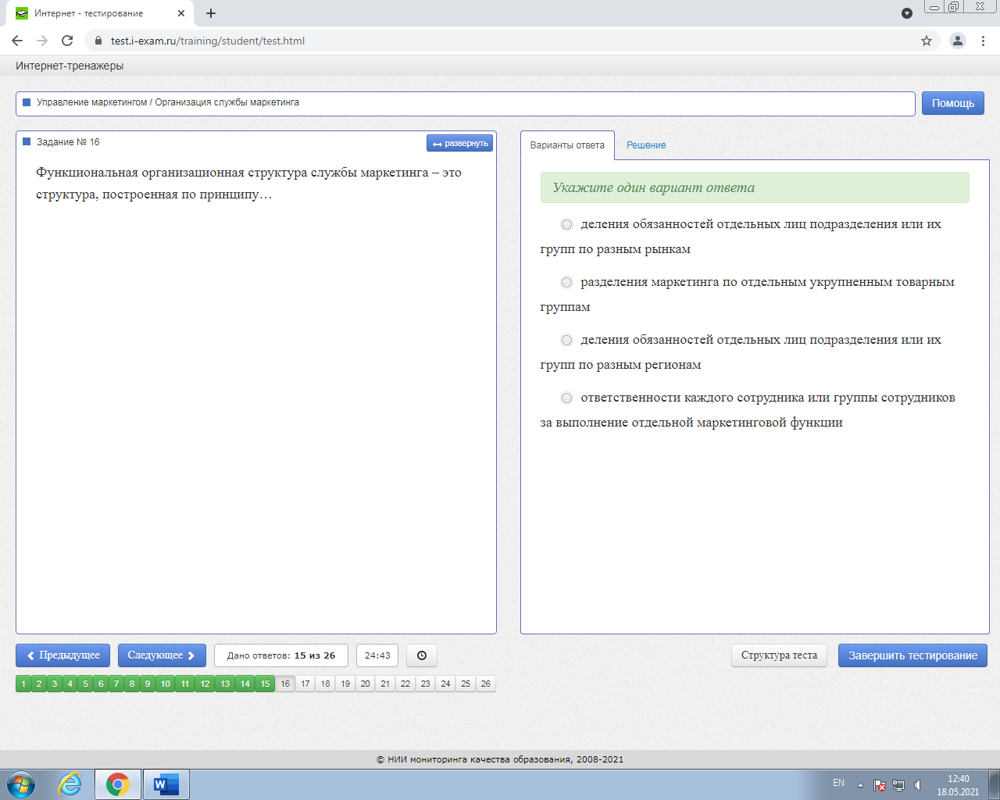 Интернет - тестирование
test.i-exam.ru/training/student/test.html
Интернет-тренажеры
Управление маркетингом / Организация службы маркетинга
Помощь
Задание № 16
развернуть
Функциональная организационная структура службы маркетинга – это
структура, построенная по принципу…
Варианты ответа
Решение
Укажите один вариант ответа
деления обязанностей отдельных лиц подразделения или их
групп по разным рынкам
разделения маркетинга по отдельным укрупненным товарным
группам
деления обязанностей отдельных лиц подразделения или их
групп по разным регионам
ответственности каждого сотрудника или группы сотрудников
за выполнение отдельной маркетинговой функции
Предыдущее
Следующее
Дано ответов: 15 из 26
24:43
Структура теста
Завершить тестирование
1 2 3 4 5 6 7 8 9 10 11 12 13 14 15 16 17 18 19 20 21 22 23 24 25 26
© НИИ мониторинга качества образования, 2008-2021
EN
12:40
18.05.2021